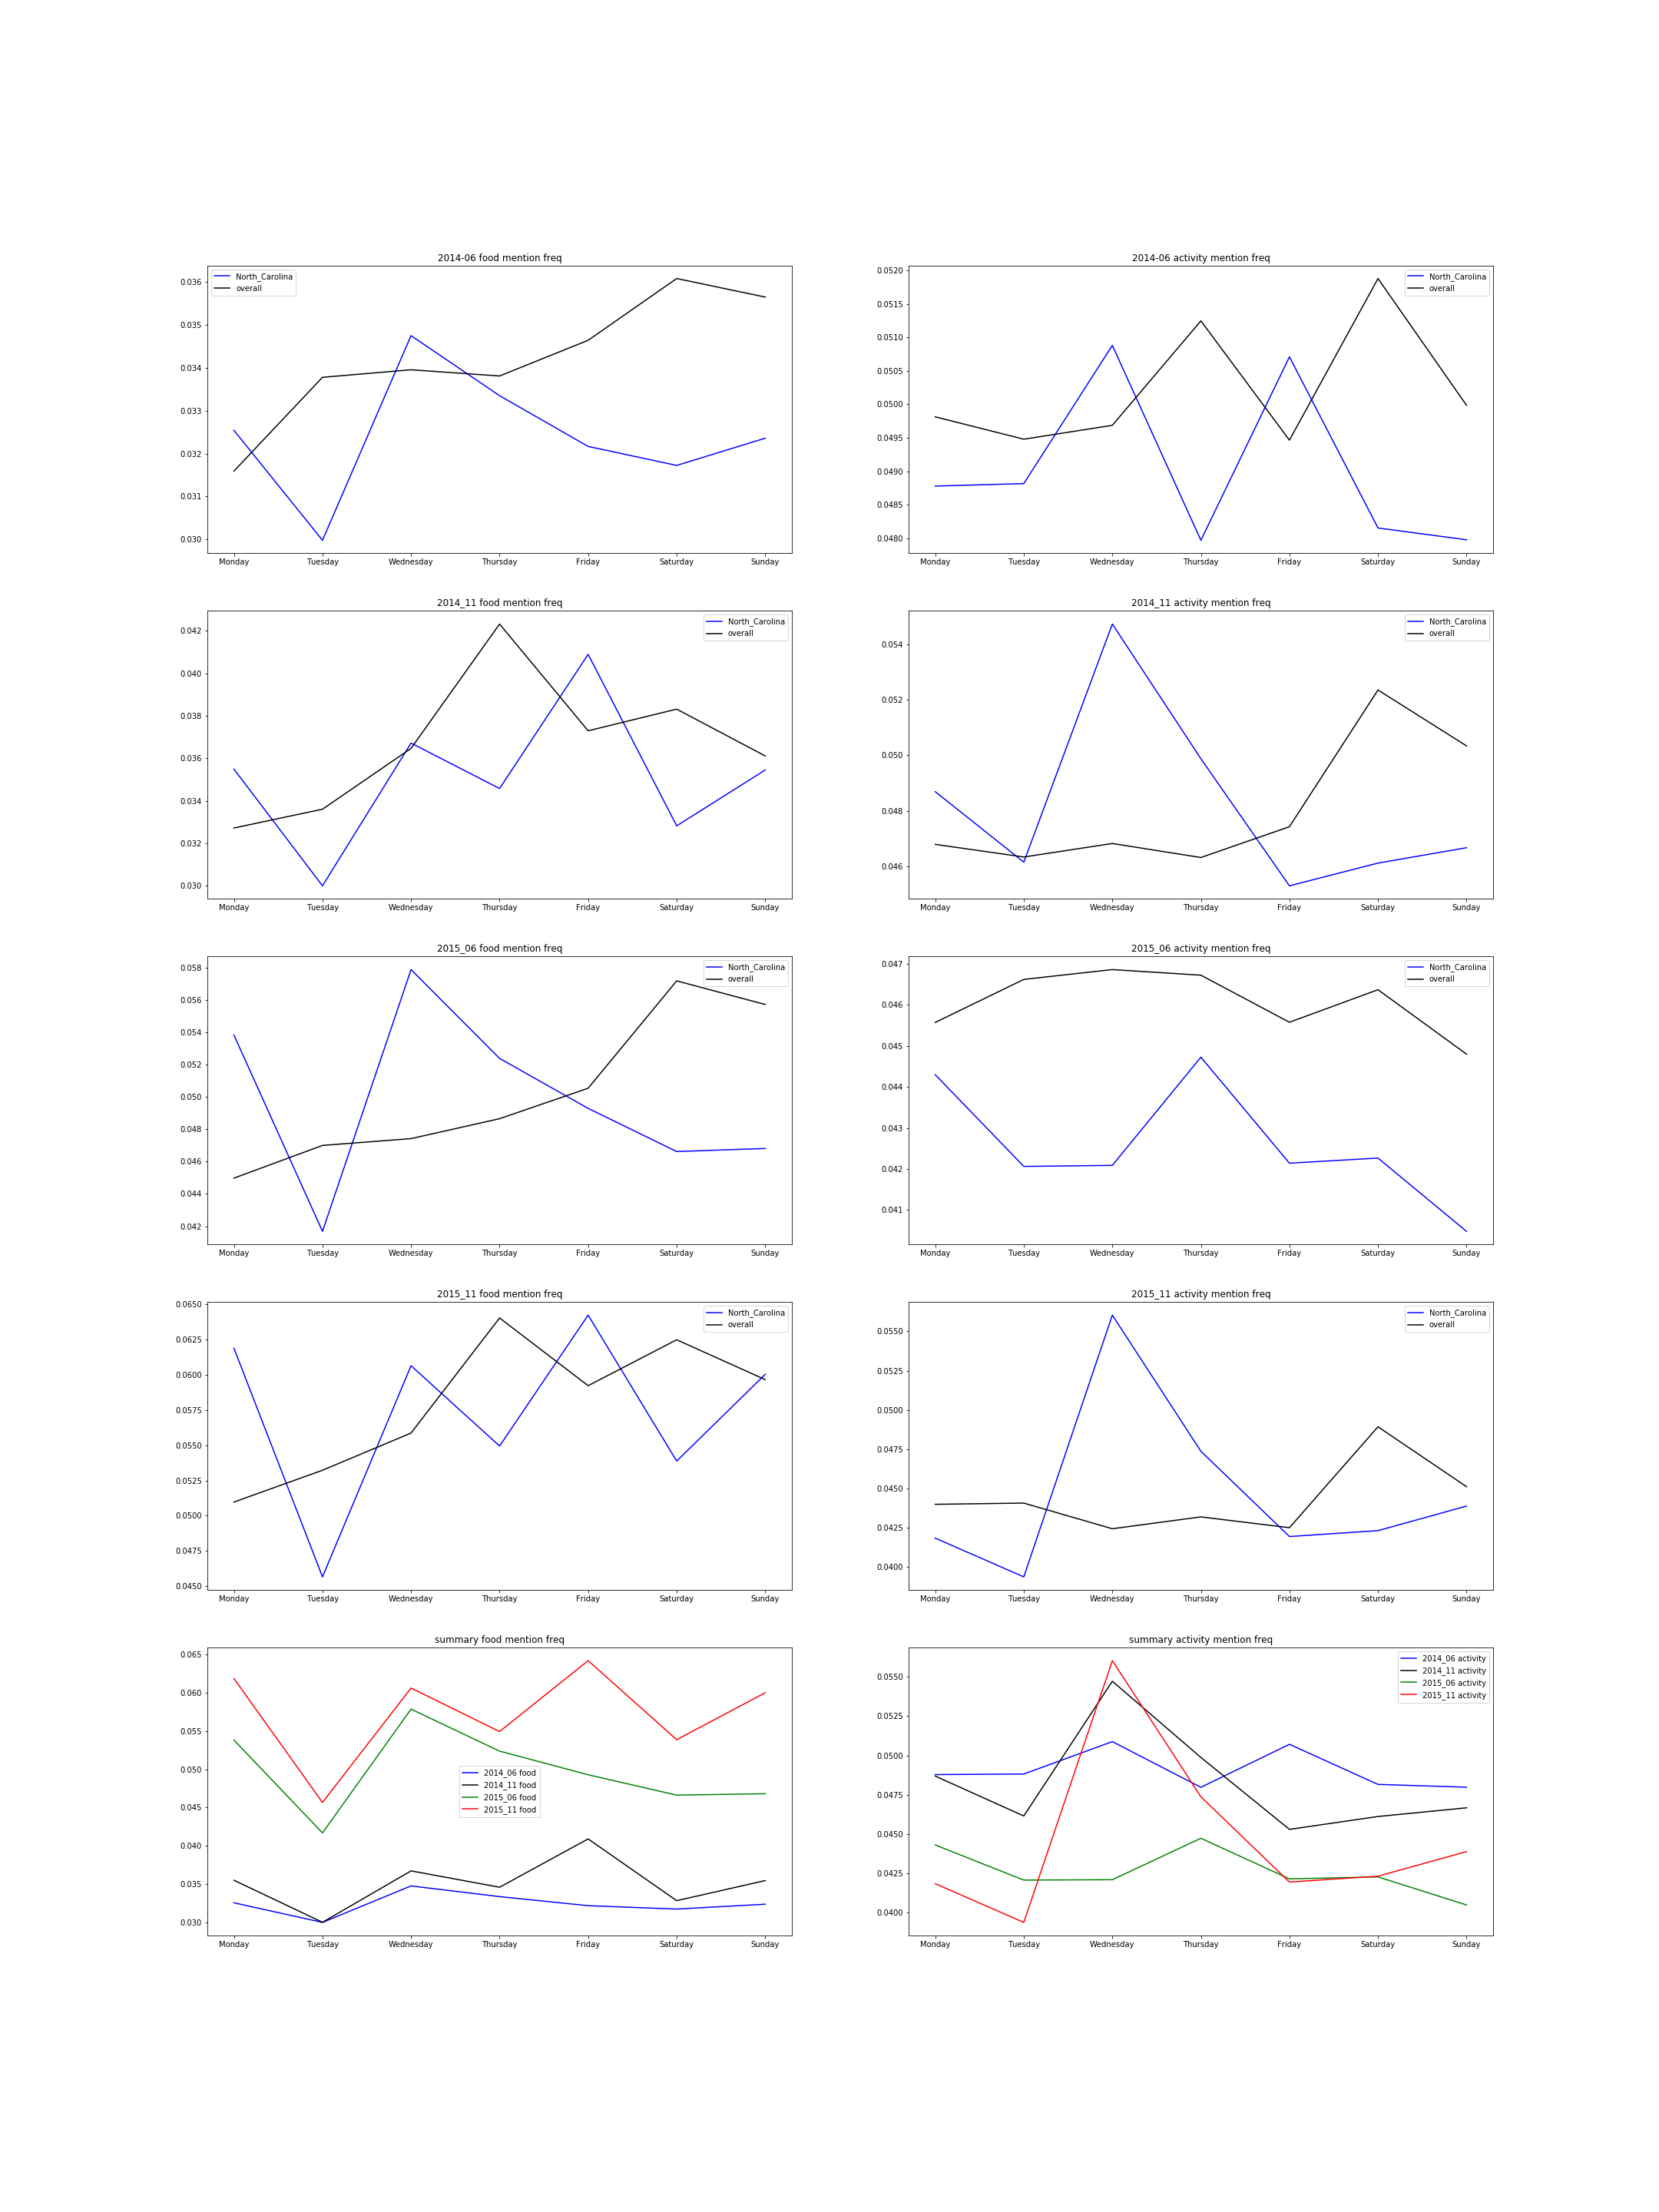 2014-06 food mention freq
North_Carolina
overall
0.036
0.035
0.034
0.033
0.032
0.031
0.030
Monday Tuesday Wednesday Thursday Friday Saturday Sunday
2014-06 activity mention freq
North_Carolina
overall
0.0520
0.0515
0.0510
0.0505
0.0500
0.0495
0.0490
0.0485
0.0480
Monday Tuesday Wednesday Thursday Friday Saturday Sunday
2014_11 food mention freq
North_Carolina
overall
0.042
0.040
0.038
0.036
0.034
0.032
0.030
Monday Tuesday Wednesday Thursday Friday Saturday Sunday
2014_11 activity mention freq
North_Carolina
overall
0.054
0.052
0.050
0.048
0.046
Monday Tuesday Wednesday Thursday Friday Saturday Sunday
2015_06 food mention freq
North_Carolina
overall
0.058
0.056
0.054
0.052
0.050
0.048
0.046
0.044
0.042
Monday Tuesday Wednesday Thursday Friday Saturday Sunday
2015_06 activity mention freq
North_Carolina
overall
0.047
0.046
0.045
0.044
0.043
0.042
0.041
Monday Tuesday Wednesday Thursday Friday Saturday Sunday
2015_11 food mention freq
North_Carolina
overall
0.0650
0.0625
0.0600
0.0575
0.0550
0.0525
0.0500
0.0475
0.0450
Monday Tuesday Wednesday Thursday Friday Saturday Sunday
2015_11 activity mention freq
North_Carolina
overall
0.0550
0.0525
0.0500
0.0475
0.0450
0.0425
0.0400
Monday Tuesday Wednesday Thursday Friday Saturday Sunday
summary food mention freq
0.065
0.060
0.055
0.050
0.045
0.040
0.035
0.030
2014_06 food
2014_11 food
2015_06 food
2015_11 food
Monday Tuesday Wednesday Thursday Friday Saturday Sunday
summary activity mention freq
2014_06 activity
2014_11 activity
2015_06 activity
2015_11 activity
0.0550
0.0525
0.0500
0.0475
0.0450
0.0425
0.0400
Monday Tuesday Wednesday Thursday Friday Saturday Sunday